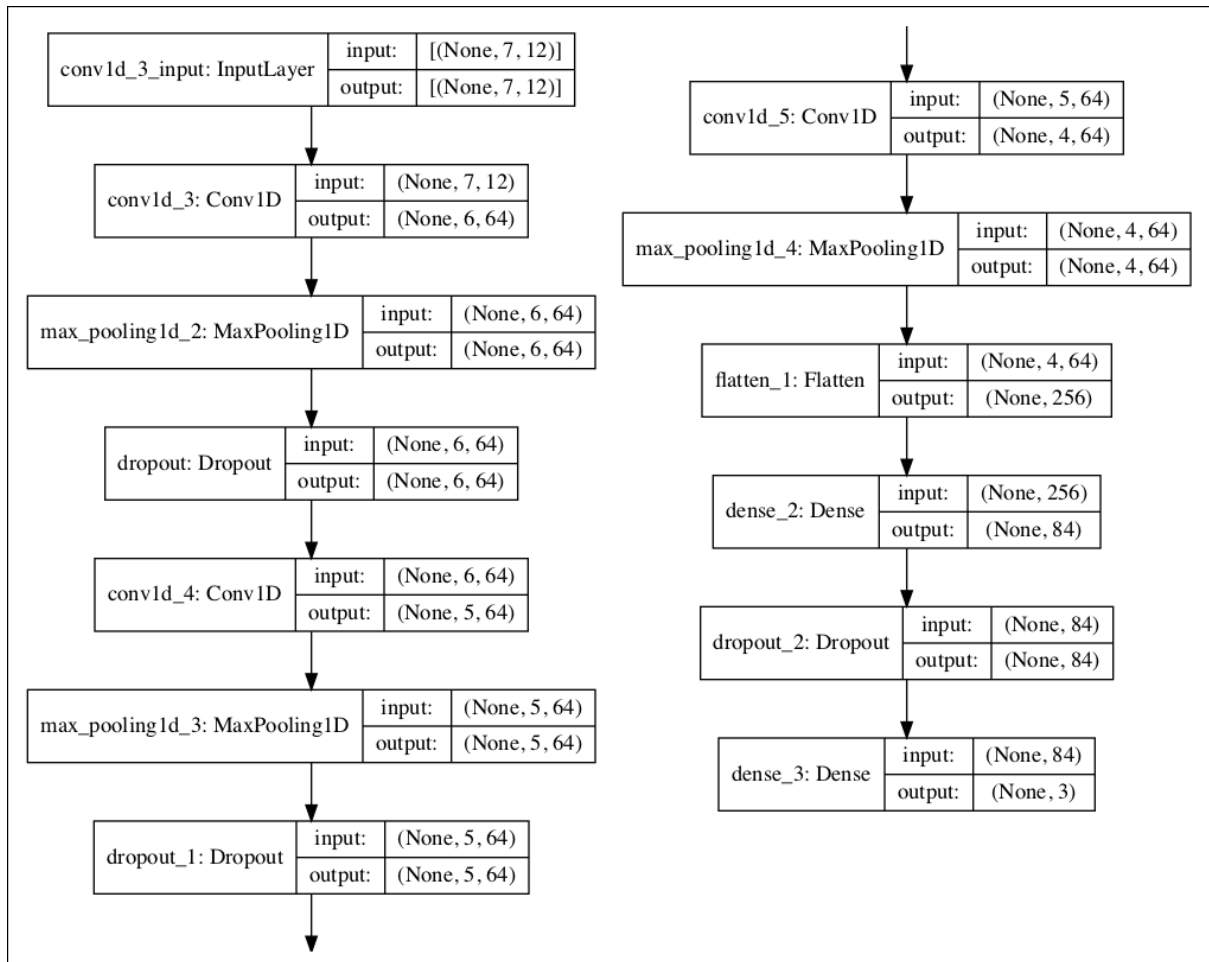 conv1d_3_input: InputLayer
input: [(None, 7, 12)]
output: [(None, 7, 12)]
conv1d_3: Conv1D
input: (None, 7, 12)
output: (None, 6, 64)
max_pooling1d_2: MaxPooling1D
input: (None, 6, 64)
output: (None, 6, 64)
dropout: Dropout
input: (None, 6, 64)
output: (None, 6, 64)
conv1d_4: Conv1D
input: (None, 6, 64)
output: (None, 5, 64)
max_pooling1d_3: MaxPooling1D
input: (None, 5, 64)
output: (None, 5, 64)
dropout_1: Dropout
input: (None, 5, 64)
output: (None, 5, 64)
conv1d_5: Conv1D
input: (None, 5, 64)
output: (None, 4, 64)
max_pooling1d_4: MaxPooling1D
input: (None, 4, 64)
output: (None, 4, 64)
flatten_1: Flatten
input: (None, 4, 64)
output: (None, 256)
dense_2: Dense
input: (None, 256)
output: (None, 84)
dropout_2: Dropout
input: (None, 84)
output: (None, 84)
dense_3: Dense
input: (None, 84)
output: (None, 3)